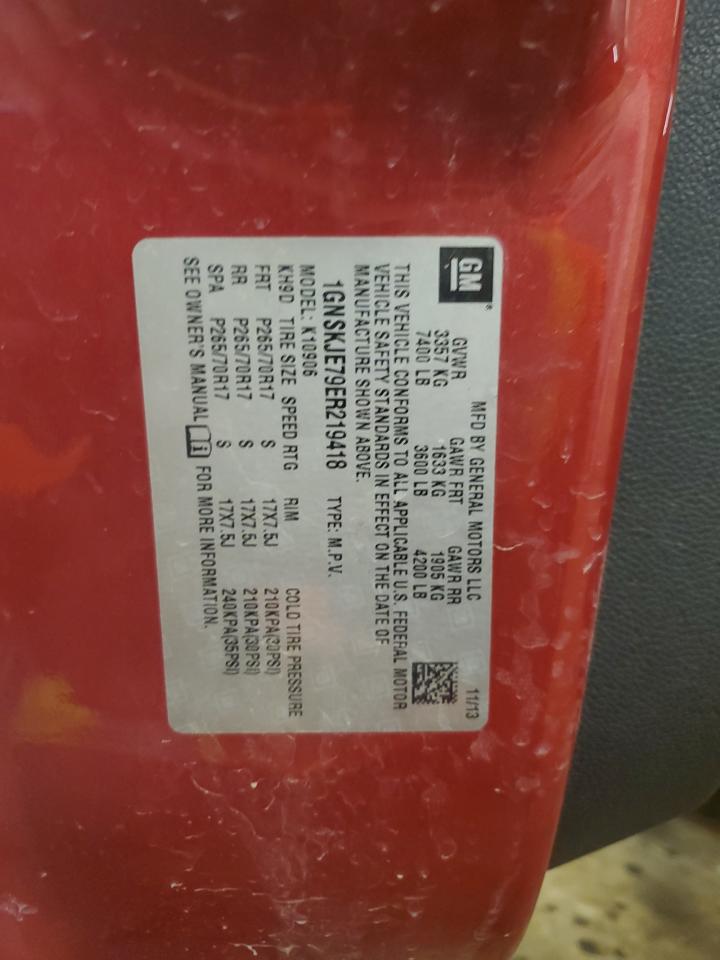 GM®
MFD BY GENERAL MOTORS LLC 11/13
GVWR GAWR FRT GAWR RR
3357 KG 1633 KG 1905 KG
7400 LB 3600 LB 4200 LB
THIS VEHICLE CONFORMS TO ALL APPLICABLE U.S. FEDERAL MOTOR
VEHICLE SAFETY STANDARDS IN EFFECT ON THE DATE OF
MANUFACTURE SHOWN ABOVE.
1GNSKJE79ER219418 TYPE: M.P.V.
MODEL: K10906
KH9D TIRE SIZE SPEED RTG RIM COLD TIRE PRESSURE
FRT P265/70R17 S 17X7.5J 210KPA(30PSI)
RR P265/70R17 S 17X7.5J 210KPA(30PSI)
SPA P265/70R17 S 17X7.5J 240KPA(35PSI)
SEE OWNER'S MANUAL i FOR MORE INFORMATION.